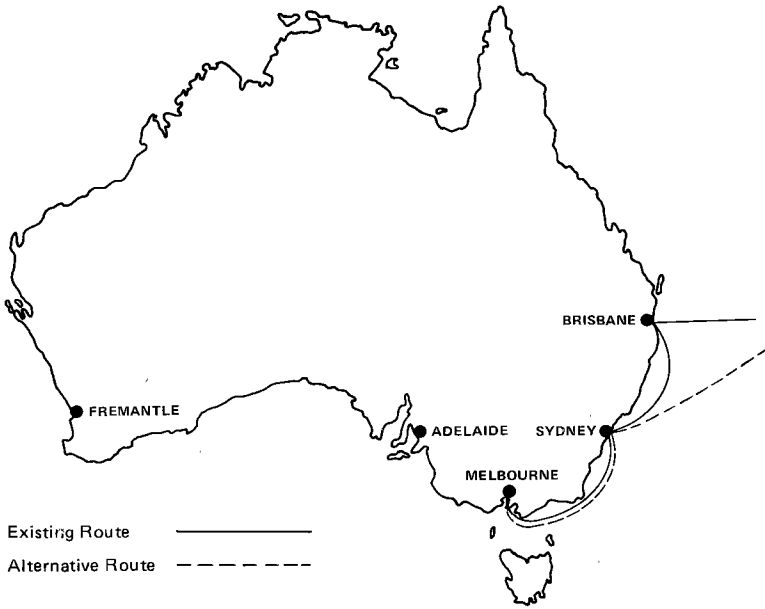 BRISBANE
FREMANTLE
ADELAIDE
SYDNEY
MELBOURNE
Existing Route
Alternative Route